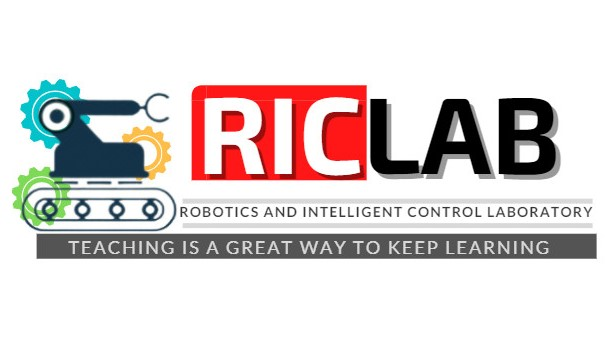 RICLAB
ROBOTICS AND INTELLIGENT CONTROL LABORATORY
TEACHING IS A GREAT WAY TO KEEP LEARNING